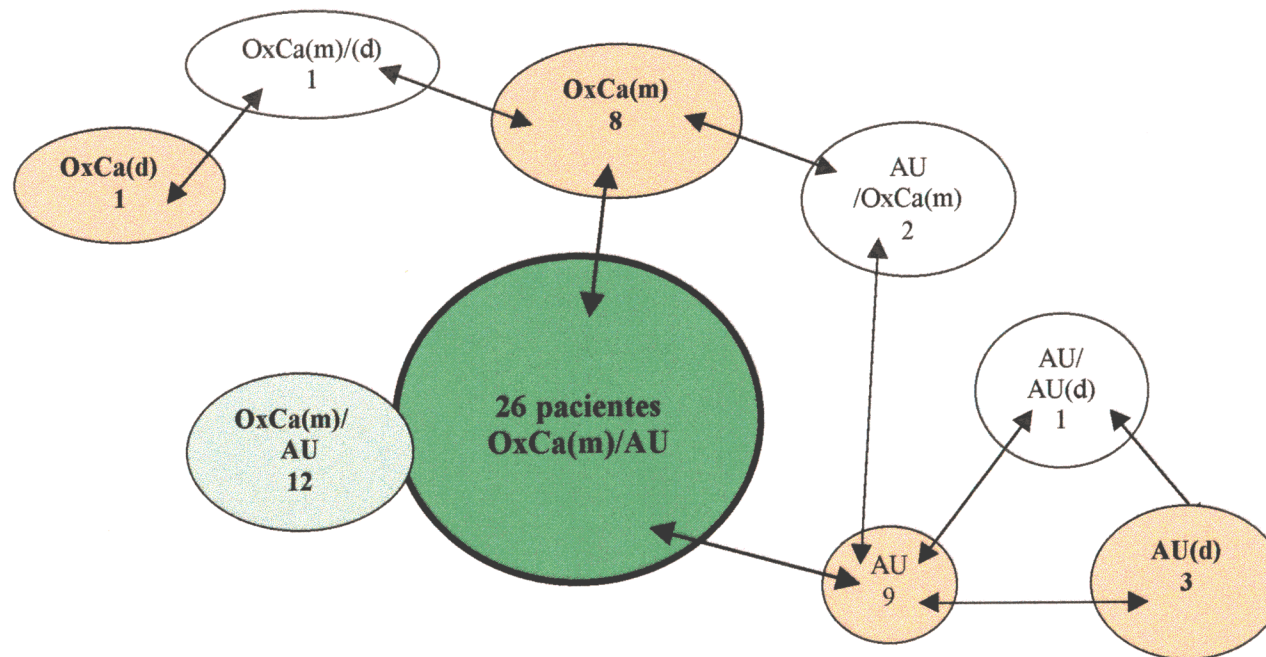 OxCa(m)/(d)
1
OxCa(m)
8
OxCa(d)
1
AU
/OxCa(m)
2
AU/
AU(d)
1
26 pacientes
OxCa(m)/AU
OxCa(m)/
AU
12
AU
9
AU(d)
3